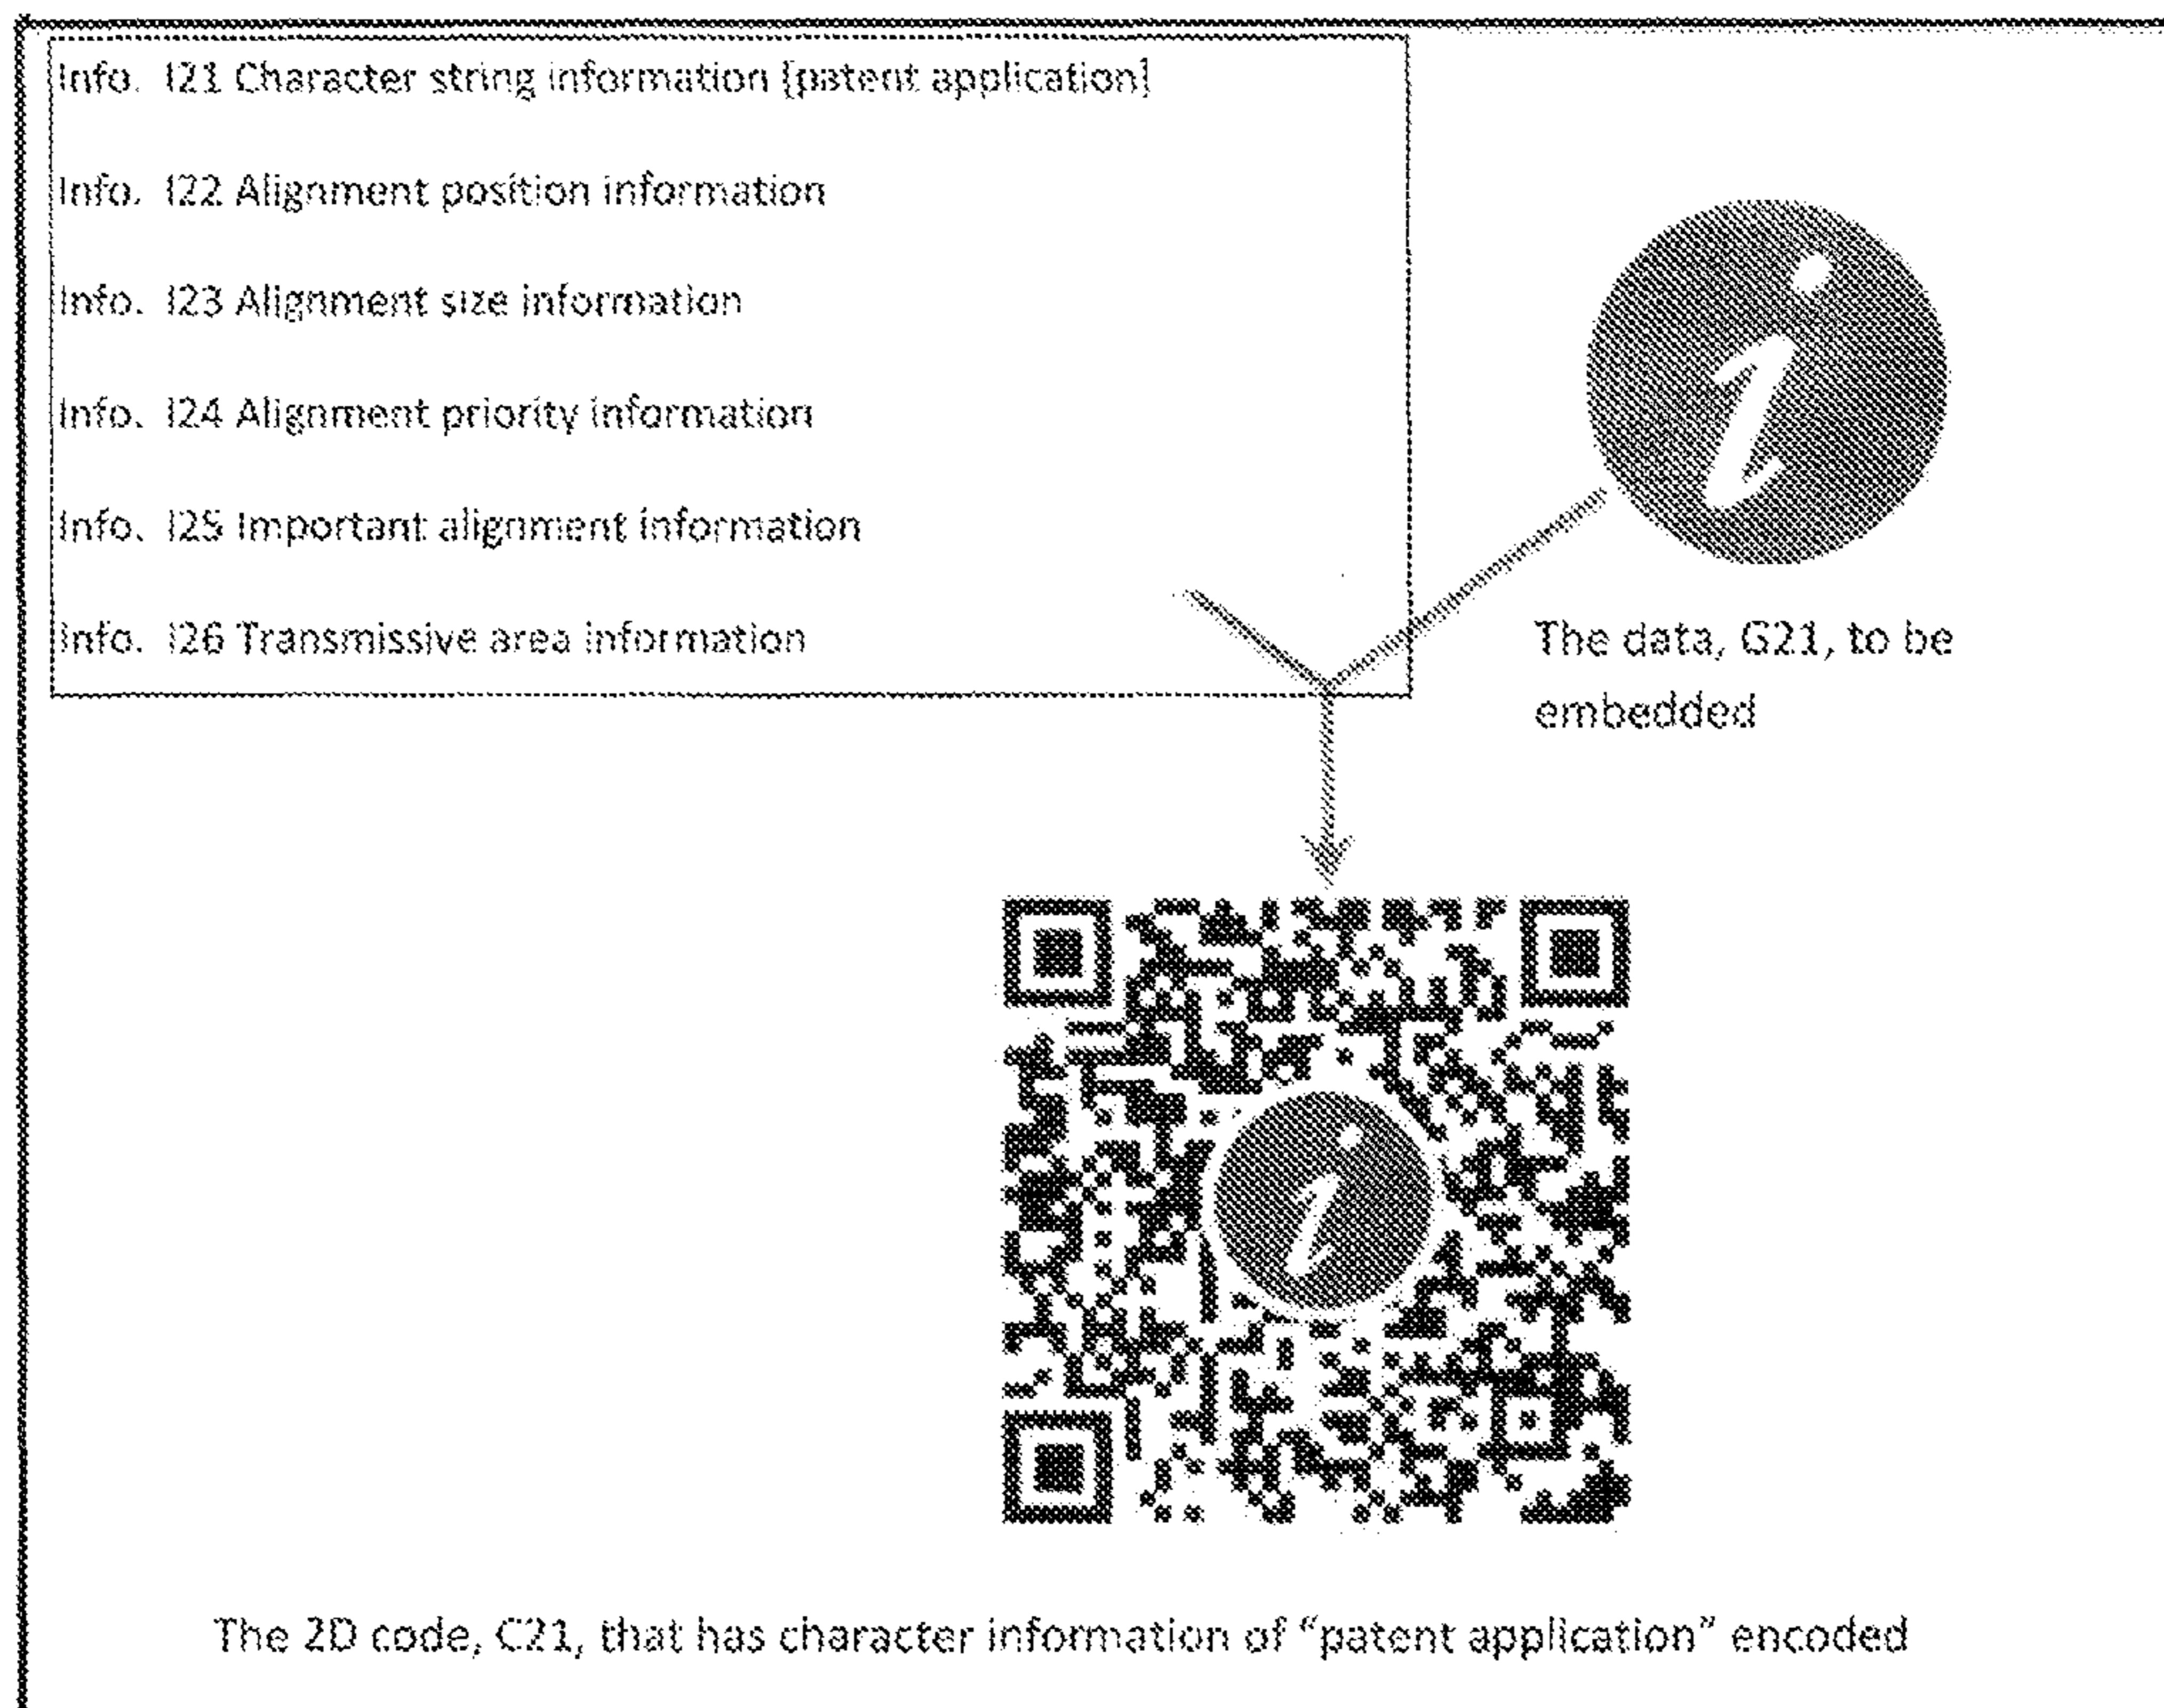 Info. I21 Character string information [patent application]
Info. I22 Alignment position information
Info. I23 Alignment size information
Info. I24 Alignment priority information
Info. I25 Important alignment information
Info. I26 Transmissive area information
i
The data, G21, to be
embedded
i
The 2D code, C21, that has character information of “patent application” encoded